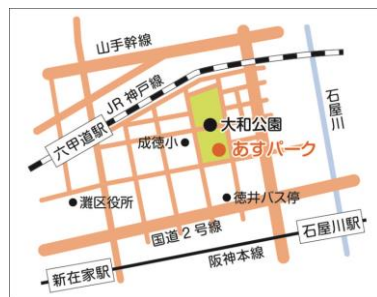 山手幹線
JR神戸線
六甲道駅
石屋川
大和公園
成徳小
あすパーク
灘区役所
徳井バス停
国道2号線
石屋川駅
新在家駅
阪神本線